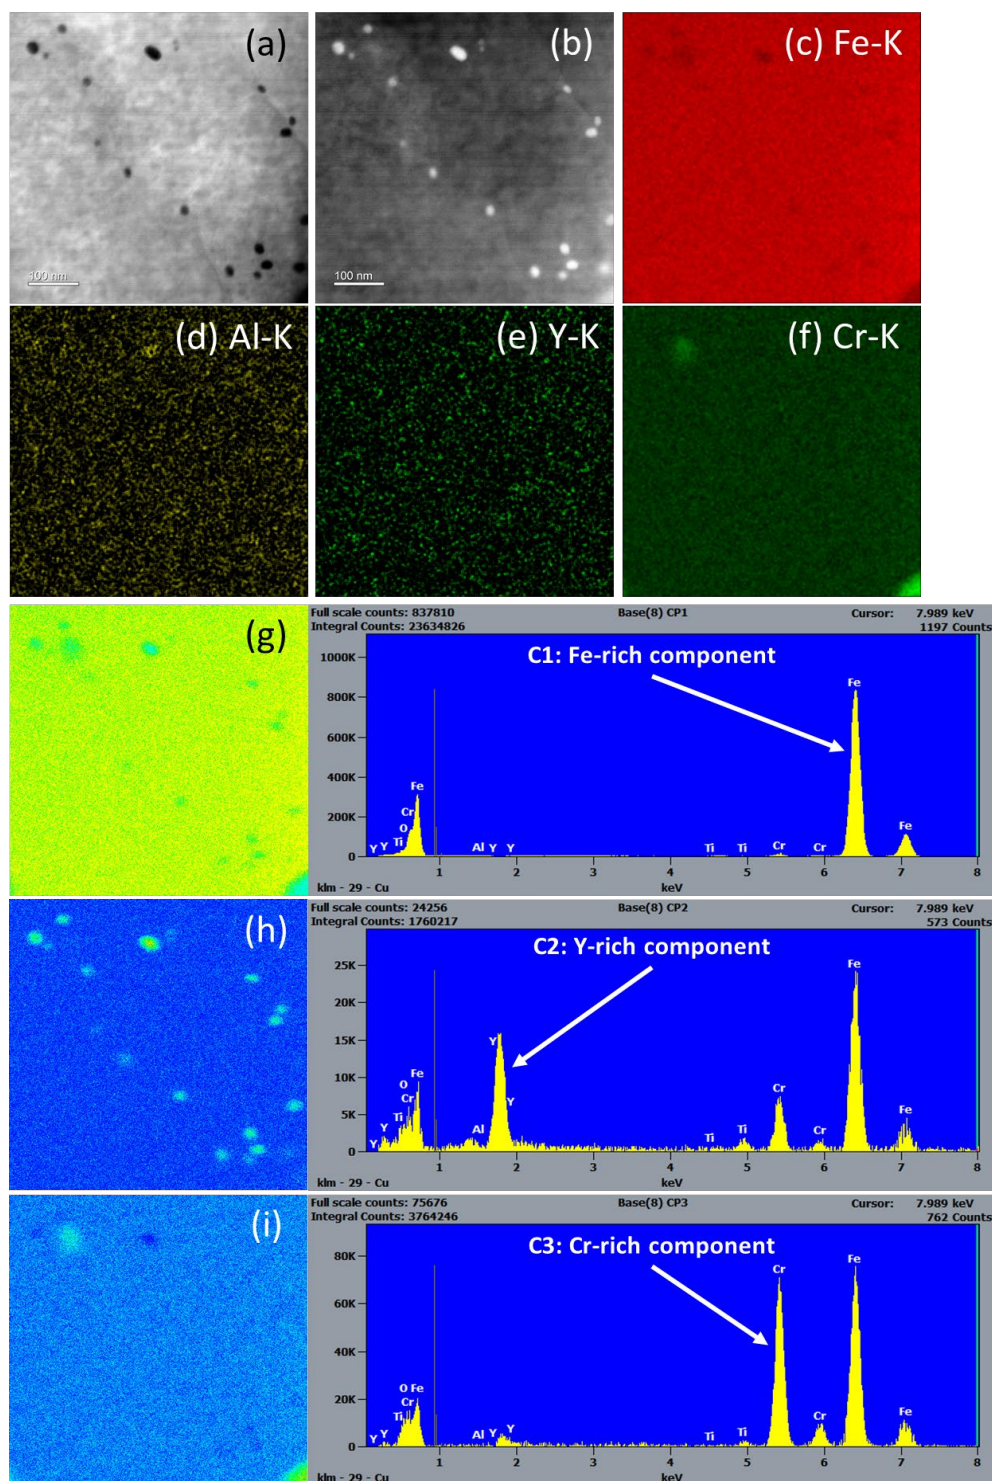 (a)
(b)
(c) Fe-K
100 nm
100 nm
(d) Al-K
(e) Y-K
(f) Cr-K
(g)
Full scale counts: 837810 Base(8) CP1 Cursor: 7.989 keV
Integral Counts: 23634826 1197 Counts
C1: Fe-rich component
1000K
800K
600K
400K
200K
0
Fe
Cr
O
Ti
Y
Y
Al
Y
Y
Ti
Ti
Cr
Cr
Fe
Fe
1 2 3 4 5 6 7 8
klm - 29 - Cu keV
(h)
Full scale counts: 24256 Base(8) CP2 Cursor: 7.989 keV
Integral Counts: 1760217 573 Counts
C2: Y-rich component
25K
20K
15K
10K
5K
0
O
Fe
Cr
Ti
Y
Y
Al
Y
Y
Ti
Ti
Cr
Cr
Fe
Fe
1 2 3 4 5 6 7 8
klm - 29 - Cu keV
(i)
Full scale counts: 75676 Base(8) CP3 Cursor: 7.989 keV
Integral Counts: 3764246 762 Counts
C3: Cr-rich component
80K
60K
40K
20K
0
O Fe
Cr
Ti
Y
Y
Al
Y
Y
Ti
Ti
Cr
Cr
Fe
Fe
1 2 3 4 5 6 7 8
klm - 29 - Cu keV